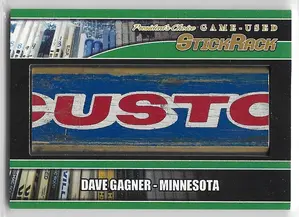 President's Choice GAME-USED
STICKRACK
CUSTO
DAVE GAGNER - MINNESOTA